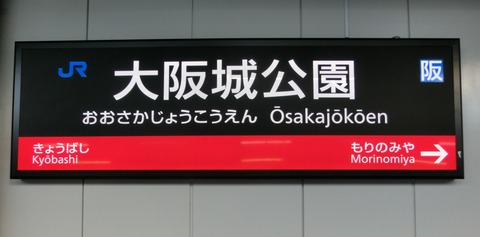 JR 大阪城公園 阪
おおさかじょうこうえん Ōsakajōkōen
きょうばし もりのみや
Kyōbashi Morinomiya →